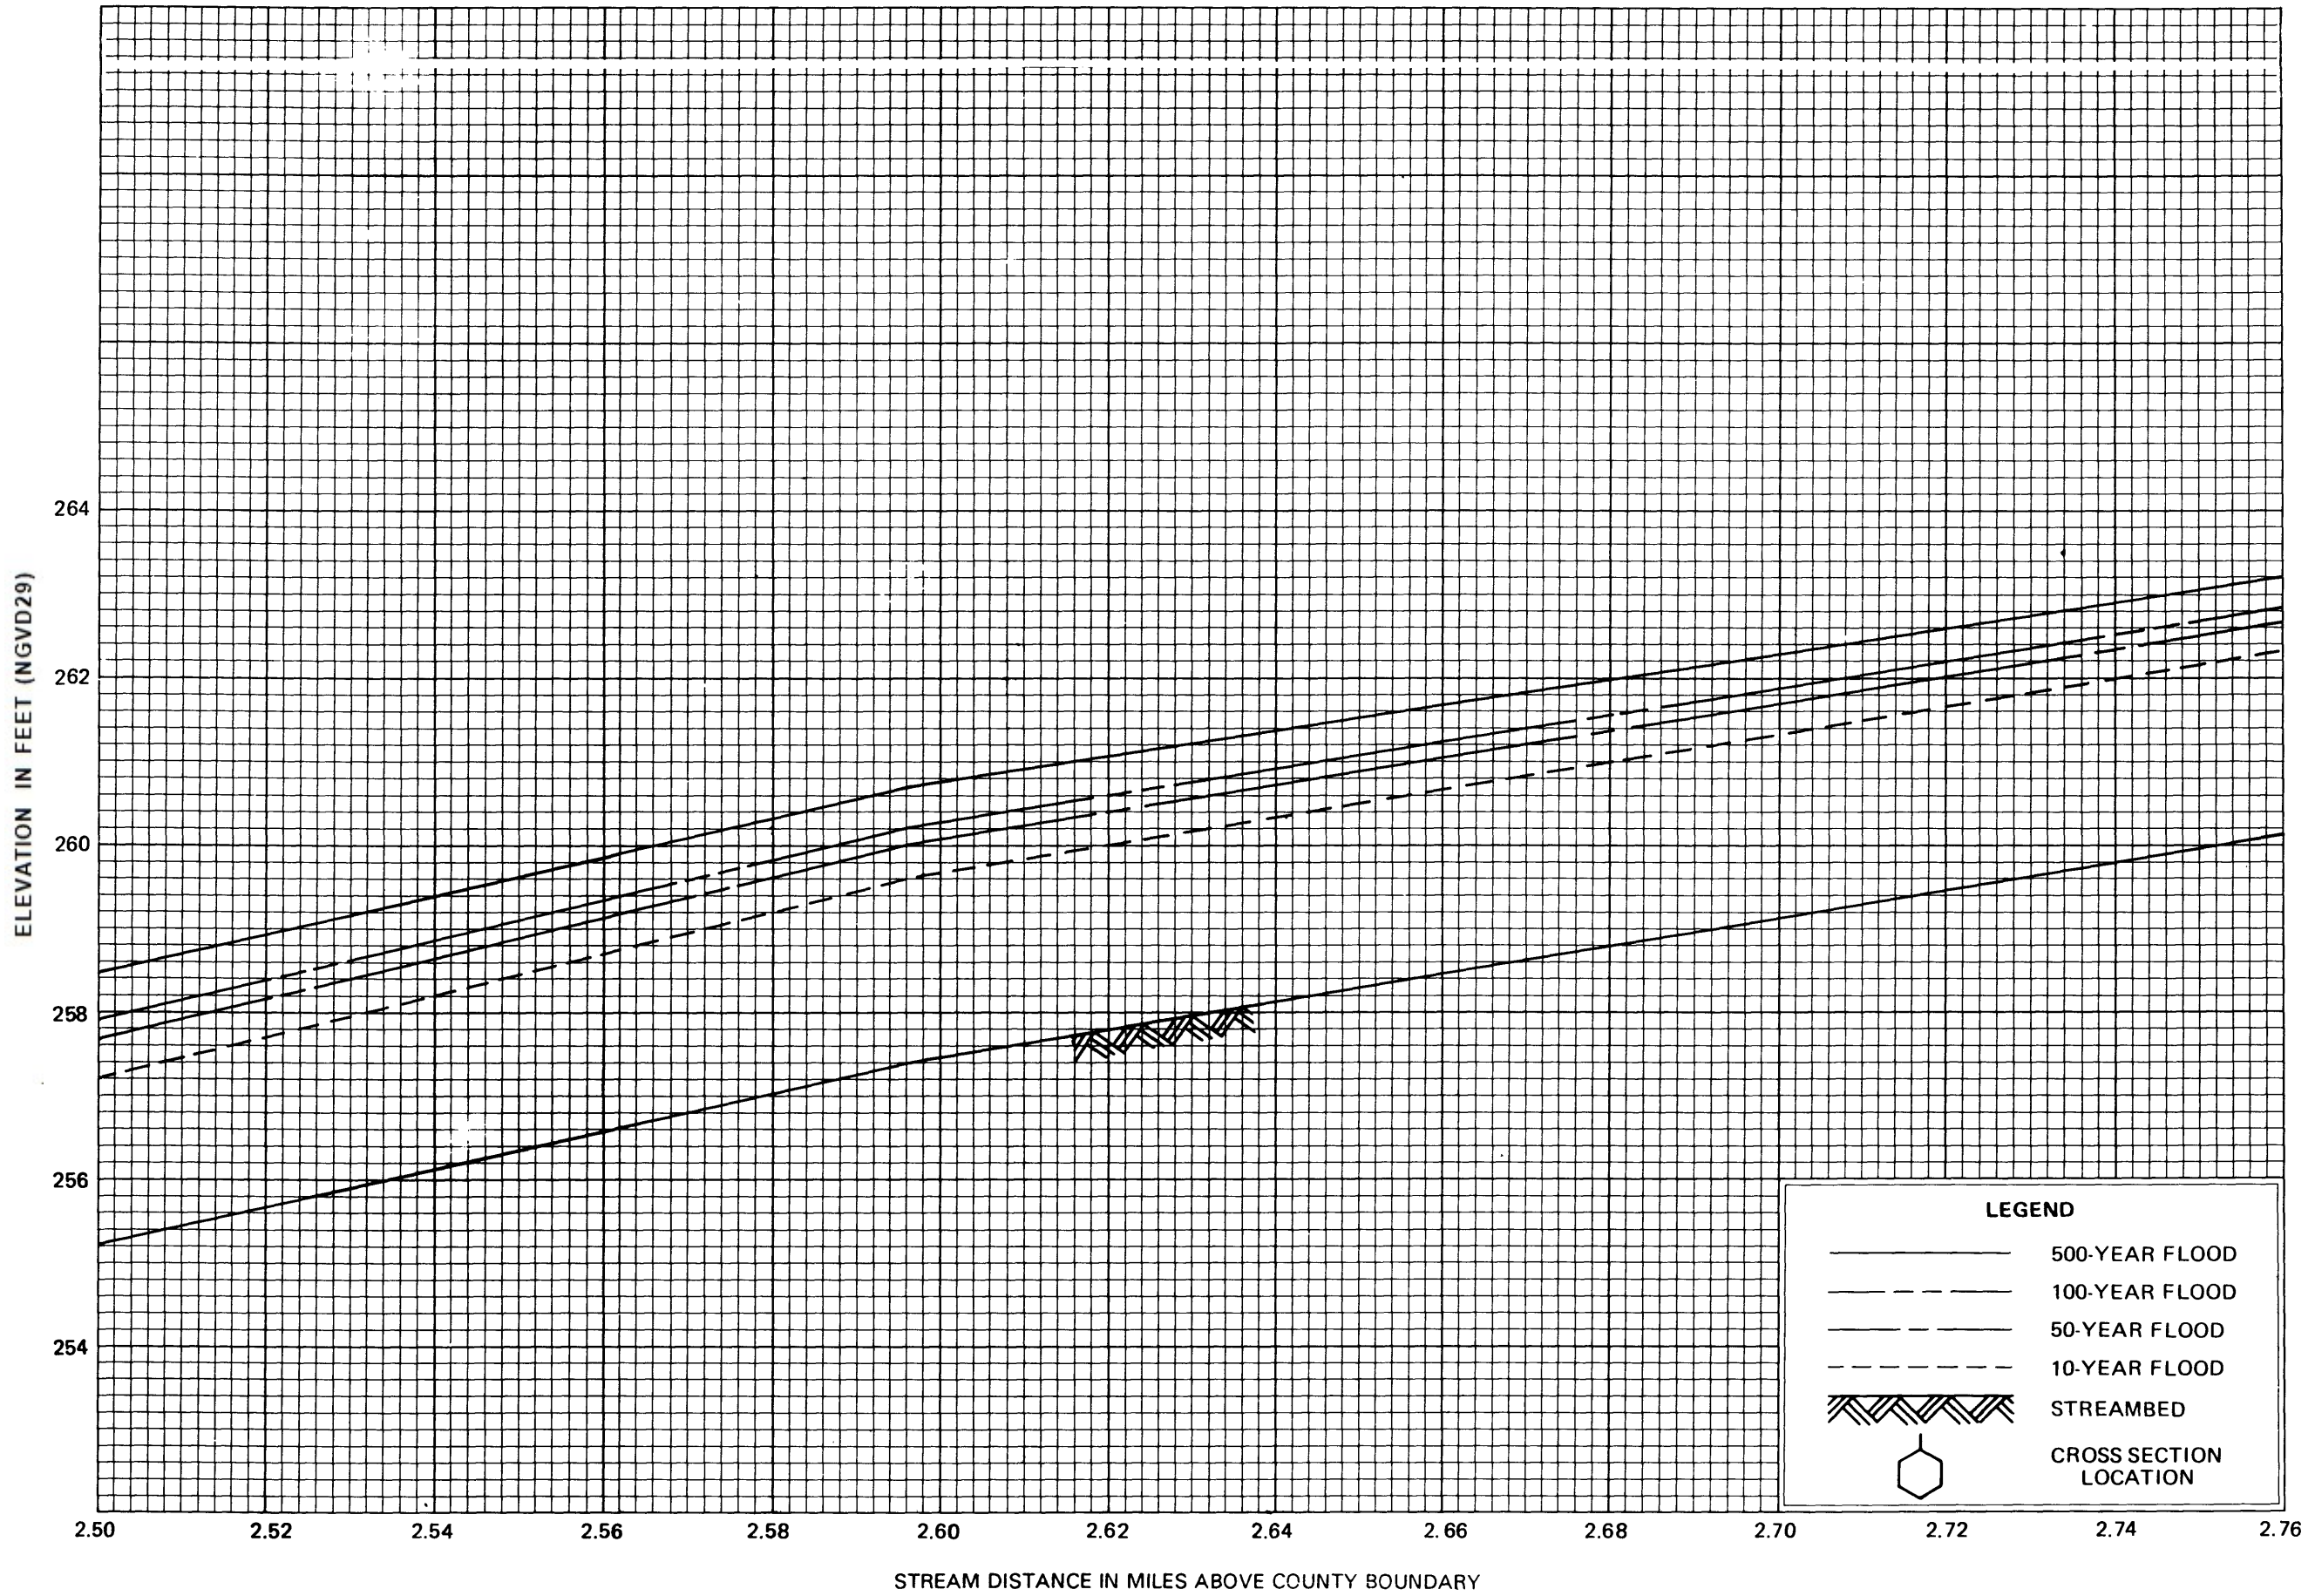 ELEVATION IN FEET (NGVD29)
264
262
260
258
256
254
2.50 2.52 2.54 2.56 2.58 2.60 2.62 2.64 2.66 2.68 2.70 2.72 2.74 2.76
STREAM DISTANCE IN MILES ABOVE COUNTY BOUNDARY
LEGEND
500-YEAR FLOOD
100-YEAR FLOOD
50-YEAR FLOOD
10-YEAR FLOOD
STREAMBED
CROSS SECTION
LOCATION